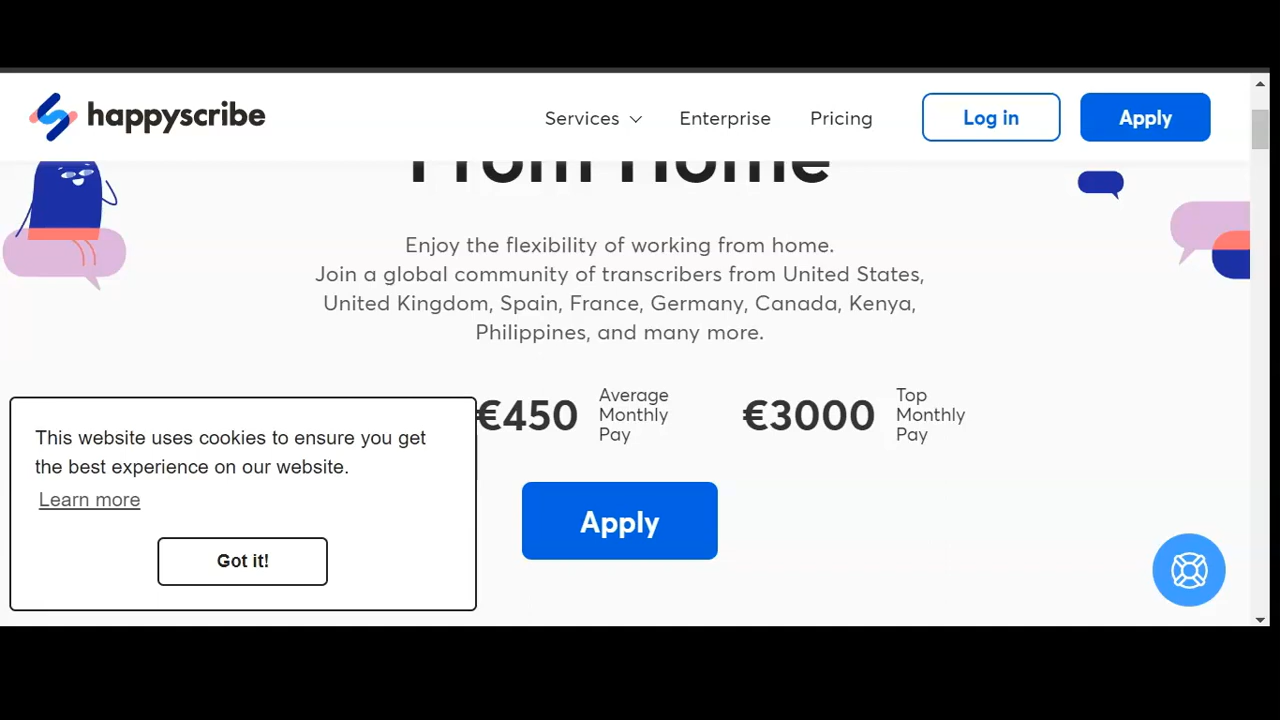 happyscribe
Services
Enterprise
Pricing
Log in
Apply
From Home
Enjoy the flexibility of working from home.
Join a global community of transcribers from United States,
United Kingdom, Spain, France, Germany, Canada, Kenya,
Philippines, and many more.
€450
Average
Monthly
Pay
€3000
Top
Monthly
Pay
Apply
This website uses cookies to ensure you get
the best experience on our website.
Learn more
Got it!